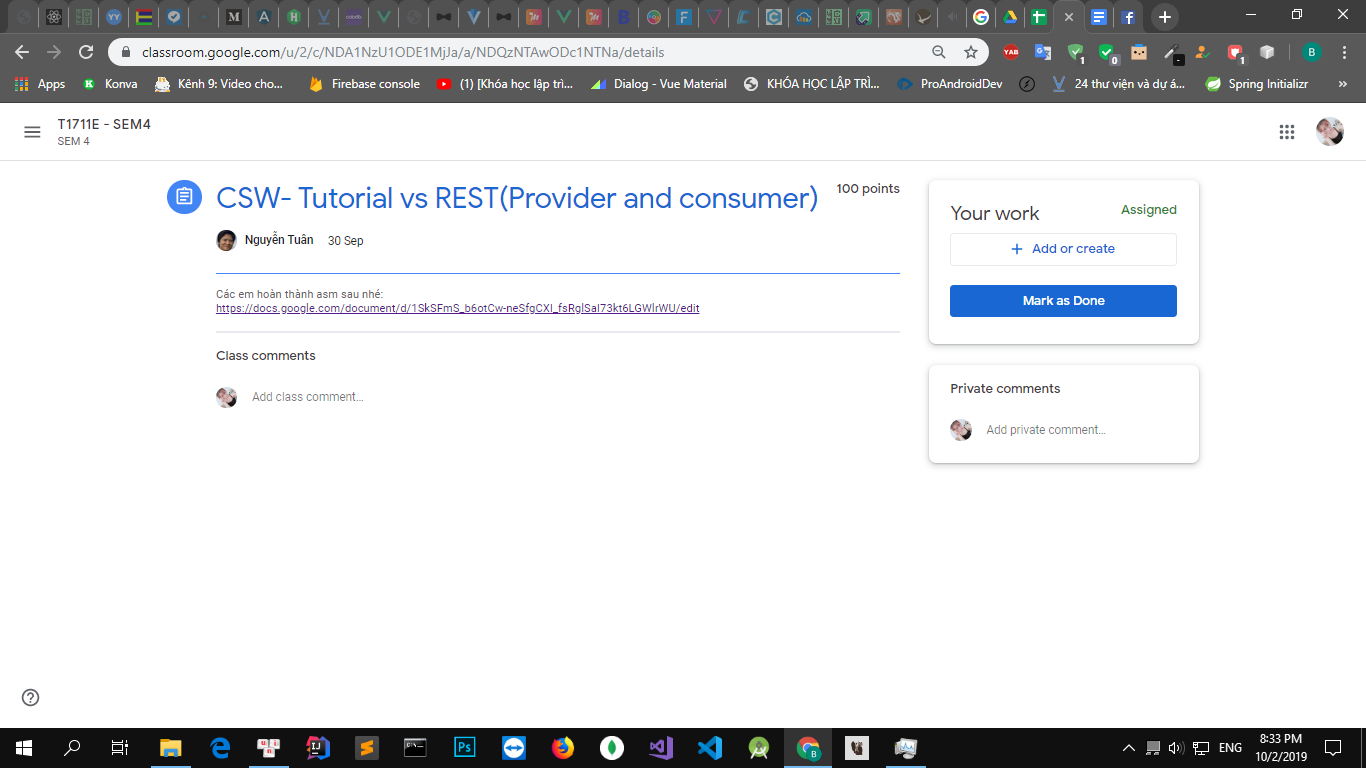 classroom.google.com/u/2/c/NDA1NzU1ODE1MjJa/a/NDQzNTAwODc1NTNa/details
Apps
Konva
Kênh 9: Video cho...
Firebase console
(1) [Khóa học lập trì...
Dialog - Vue Material
KHÓA HỌC LẬP TRÌ...
ProAndroidDev
24 thư viện và dự á...
Spring Initializr
»
T1711E - SEM4
SEM 4
CSW- Tutorial vs REST(Provider and consumer)
100 points
Nguyễn Tuân 30 Sep
Các em hoàn thành asm sau nhé:
https://docs.google.com/document/d/1SkSFmS_b6otCw-neSfgCXI_fsRglSaI73kt6LGWlrWU/edit
Class comments
Add class comment...
Your work
Assigned
+ Add or create
Mark as Done
Private comments
Add private comment...
ENG
8:33 PM
10/2/2019